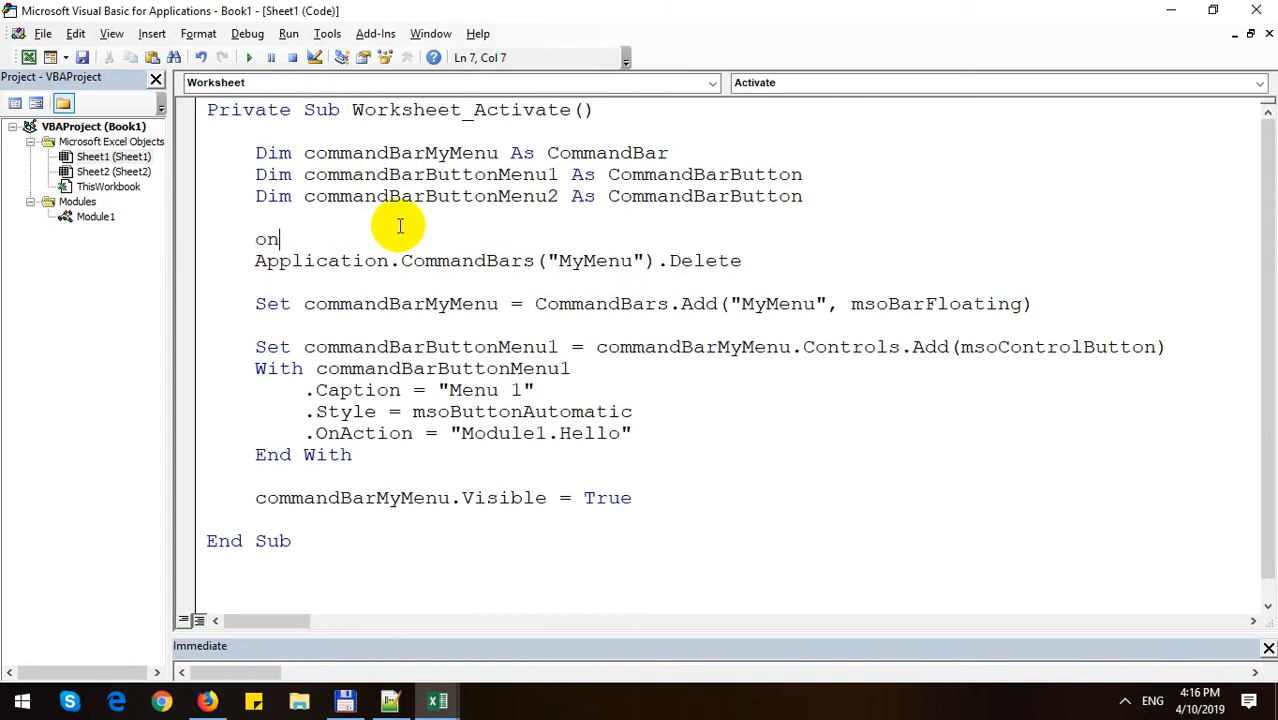 Microsoft Visual Basic for Applications - Book1 - [Sheet1 (Code)]
File Edit View Insert Format Debug Run Tools Add-Ins Window Help
Ln 7, Col 7
Project - VBAProject
Worksheet
Activate
VBAProject (Book1)
Microsoft Excel Objects
Sheet1 (Sheet1)
Sheet2 (Sheet2)
ThisWorkbook
Modules
Module1
Private Sub Worksheet_Activate()
Dim commandBarMyMenu As CommandBar
Dim commandBarButtonMenu1 As CommandBarButton
Dim commandBarButtonMenu2 As CommandBarButton
on
Application.CommandBars("MyMenu").Delete
Set commandBarMyMenu = CommandBars.Add("MyMenu", msoBarFloating)
Set commandBarButtonMenu1 = commandBarMyMenu.Controls.Add(msoControlButton)
With commandBarButtonMenu1
.Caption = "Menu 1"
.Style = msoButtonAutomatic
.OnAction = "Module1.Hello"
End With
commandBarMyMenu.Visible = True
End Sub
Immediate
ENG
4:16 PM
4/10/2019